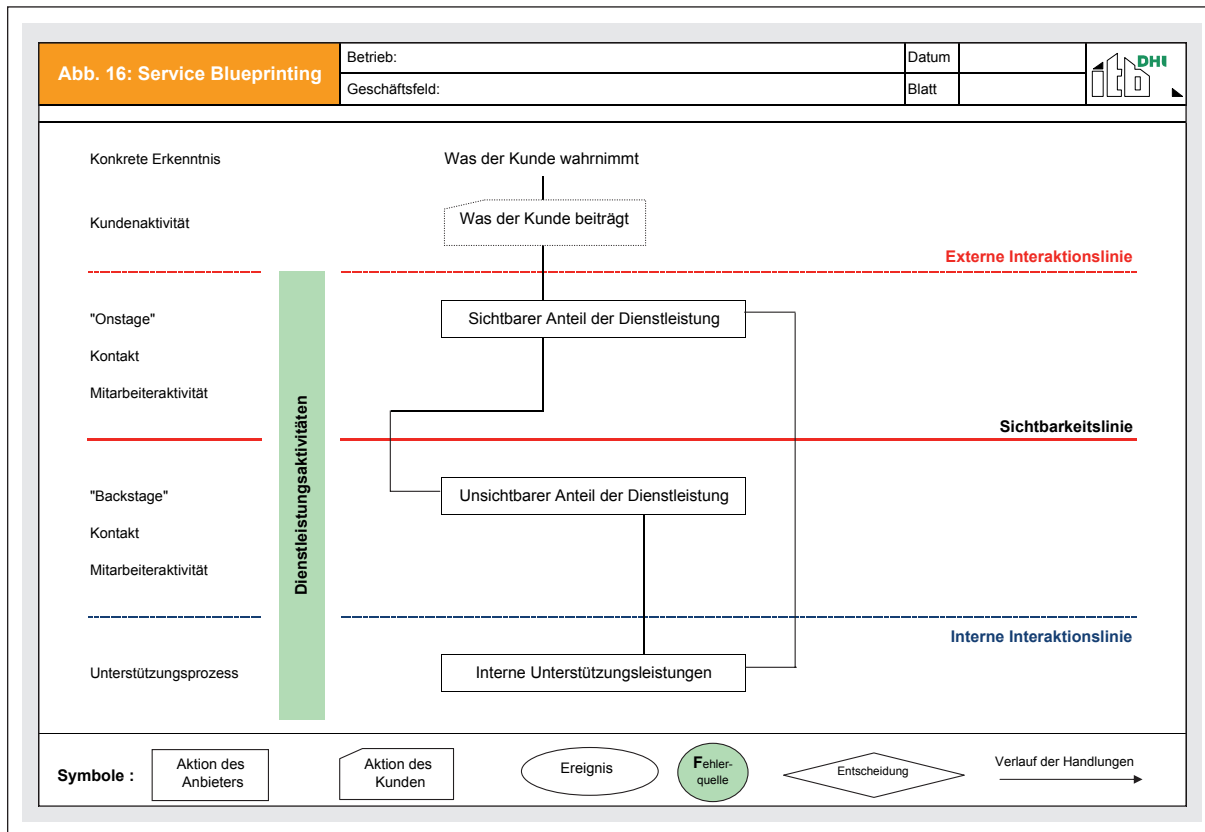 Abb. 16: Service Blueprinting
Betrieb:
Datum
Geschäftsfeld:
Blatt
itb
DHI
Konkrete Erkenntnis
Was der Kunde wahrnimmt
Kundenaktivität
Was der Kunde beiträgt
Externe Interaktionslinie
"Onstage"
Sichtbarer Anteil der Dienstleistung
Kontakt
Mitarbeiteraktivität
Dienstleistungsaktivitäten
Sichtbarkeitslinie
"Backstage"
Unsichtbarer Anteil der Dienstleistung
Kontakt
Mitarbeiteraktivität
Interne Interaktionslinie
Unterstützungsprozess
Interne Unterstützungsleistungen
Symbole :
Aktion des
Anbieters
Aktion des
Kunden
Ereignis
Fehler-
quelle
Entscheidung
Verlauf der Handlungen